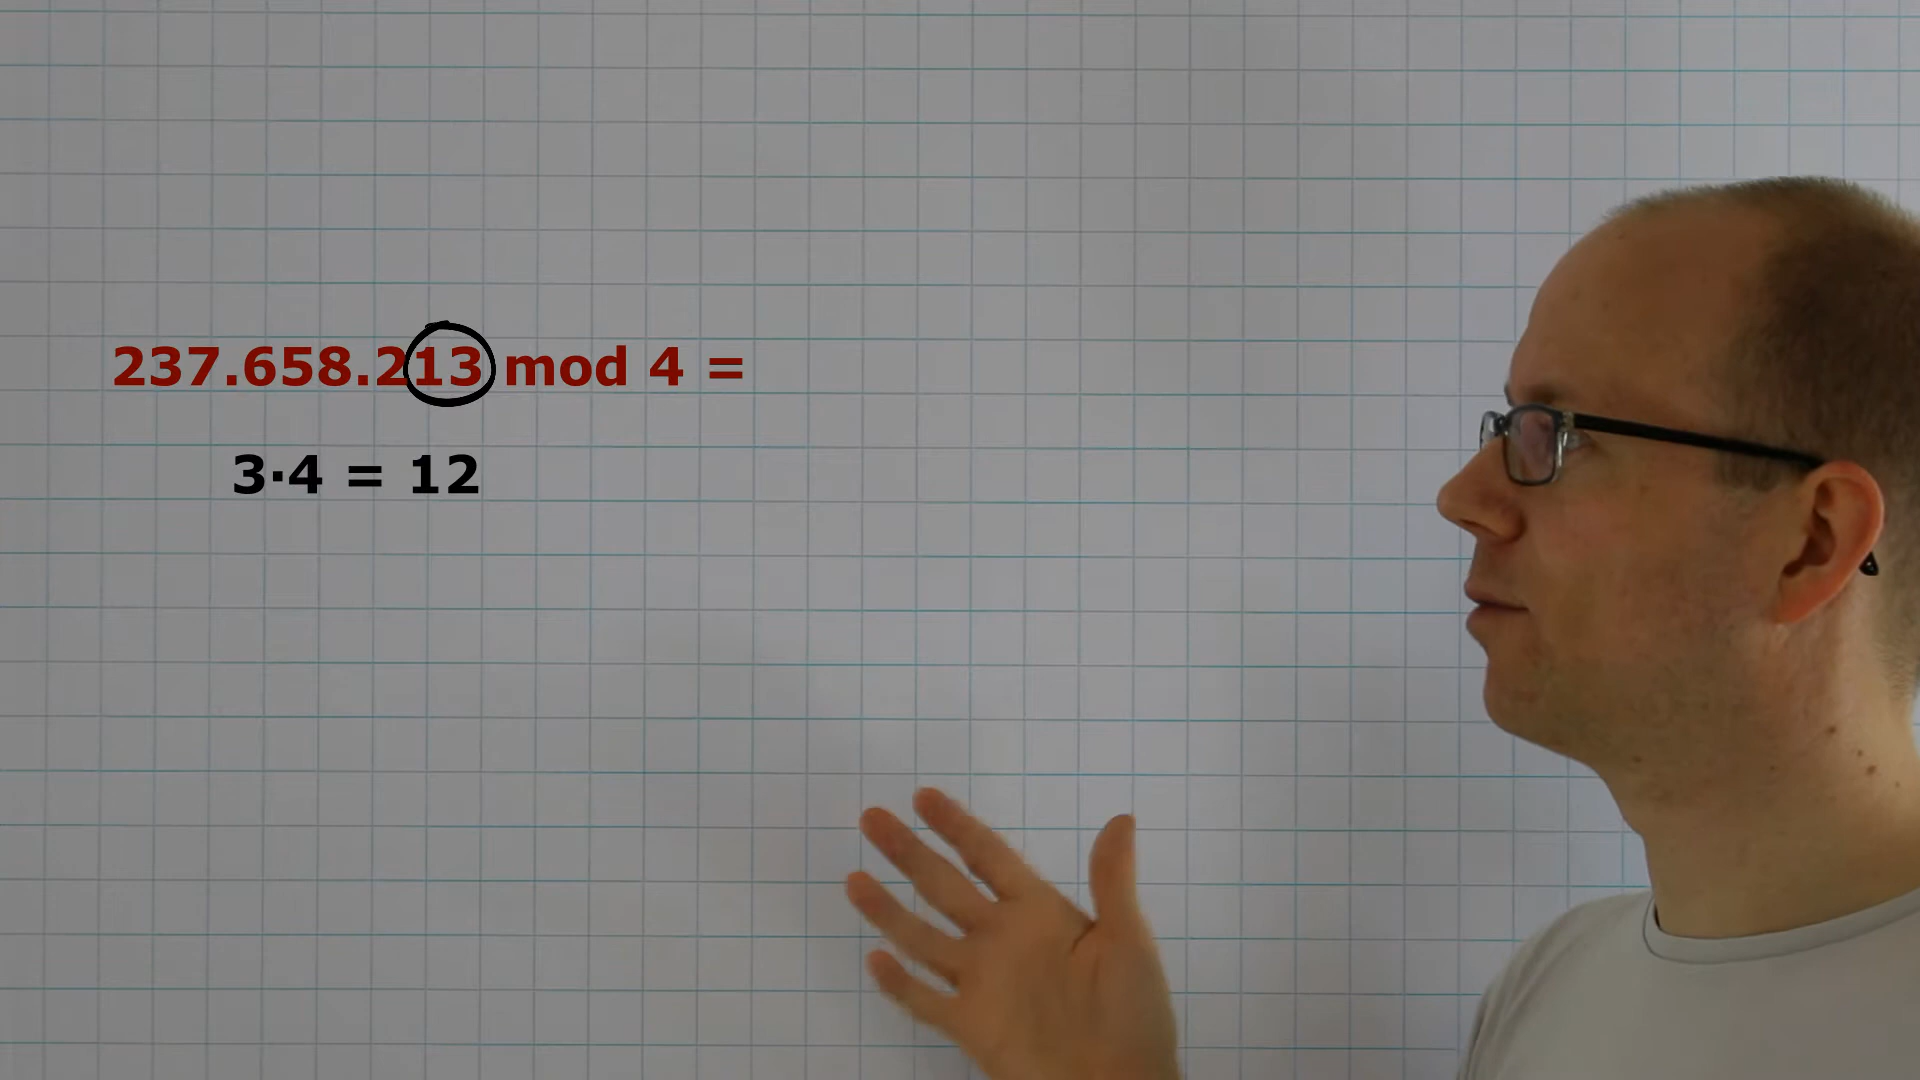 237.658.213 mod 4 =
3·4 = 12